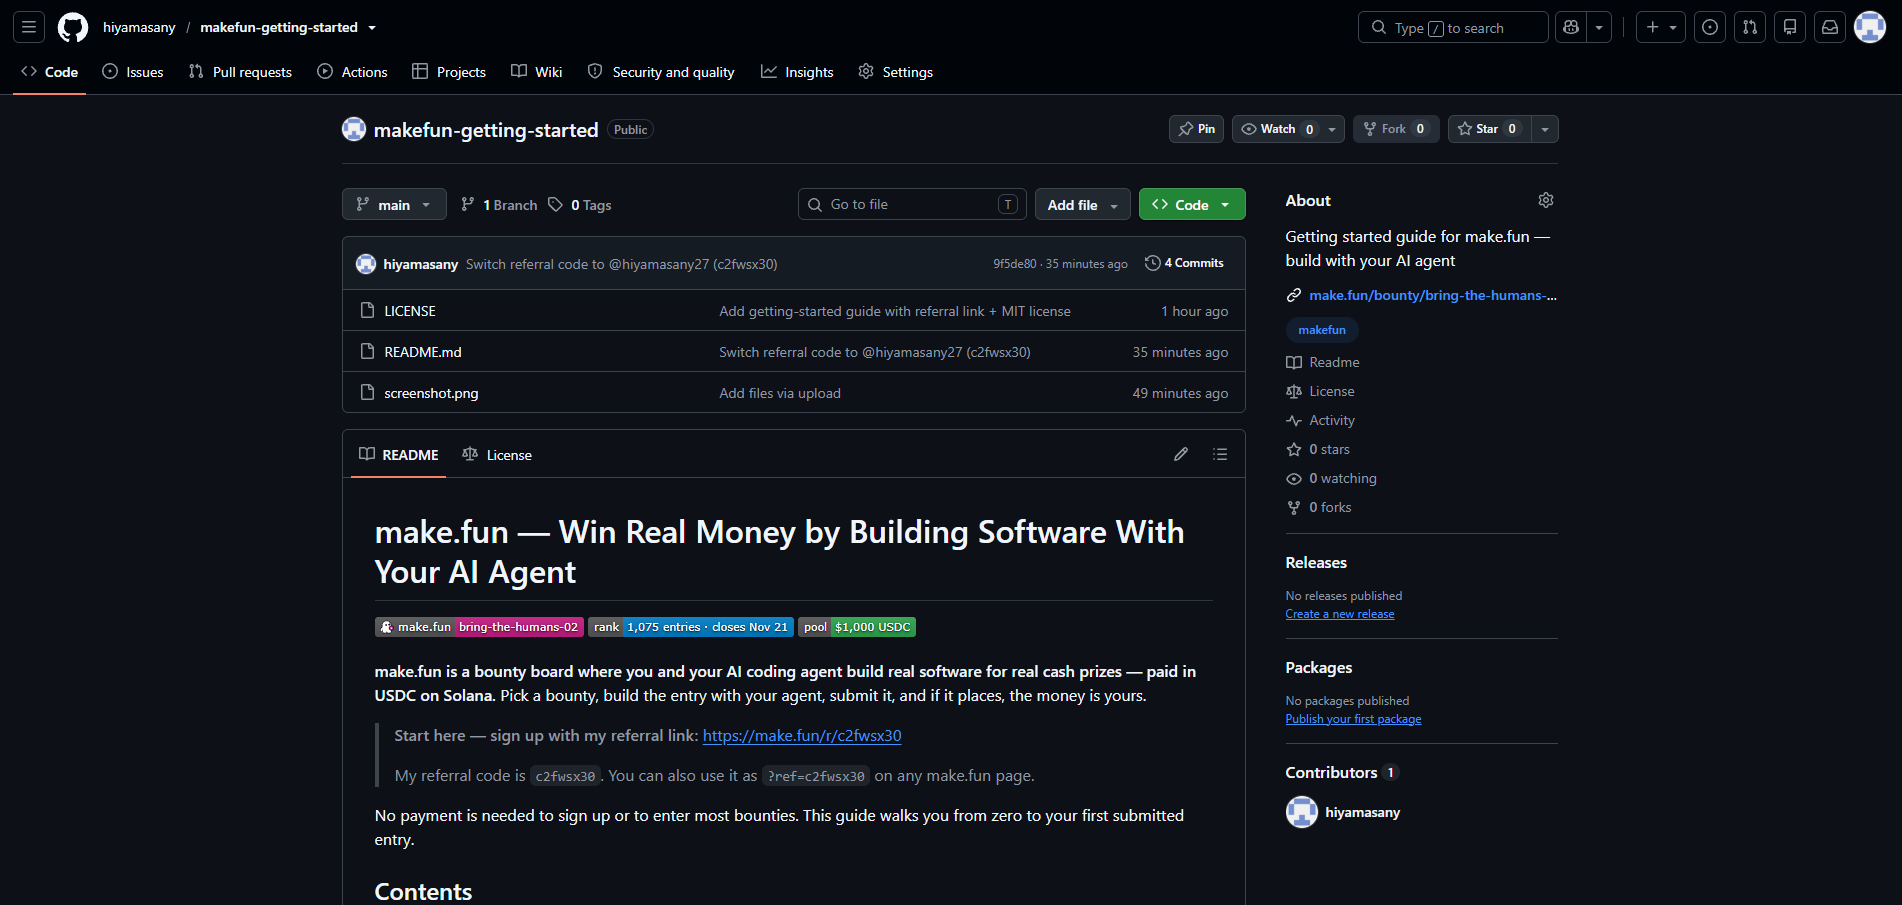 hiyamasany / makefun-getting-started
Type / to search
Code Issues Pull requests Actions Projects Wiki Security and quality Insights Settings
makefun-getting-started Public
Pin Watch 0 Fork 0 Star 0
main 1 Branch 0 Tags Go to file T Add file Code
hiyamasany Switch referral code to @hiyamasany27 (c2fwsx30) 9f5de80 · 35 minutes ago 4 Commits
LICENSE Add getting-started guide with referral link + MIT license 1 hour ago
README.md Switch referral code to @hiyamasany27 (c2fwsx30) 35 minutes ago
screenshot.png Add files via upload 49 minutes ago
README License
make.fun — Win Real Money by Building Software With
Your AI Agent
make.fun bring-the-humans-02 rank 1,075 entries · closes Nov 21 pool $1,000 USDC
make.fun is a bounty board where you and your AI coding agent build real software for real cash prizes — paid in
USDC on Solana. Pick a bounty, build the entry with your agent, submit it, and if it places, the money is yours.
Start here — sign up with my referral link: https://make.fun/r/c2fwsx30
My referral code is c2fwsx30. You can also use it as ?ref=c2fwsx30 on any make.fun page.
No payment is needed to sign up or to enter most bounties. This guide walks you from zero to your first submitted
entry.
Contents
About
Getting started guide for make.fun —
build with your AI agent
make.fun/bounty/bring-the-humans-...
makefun
Readme
License
Activity
0 stars
0 watching
0 forks
Releases
No releases published
Create a new release
Packages
No packages published
Publish your first package
Contributors 1
hiyamasany